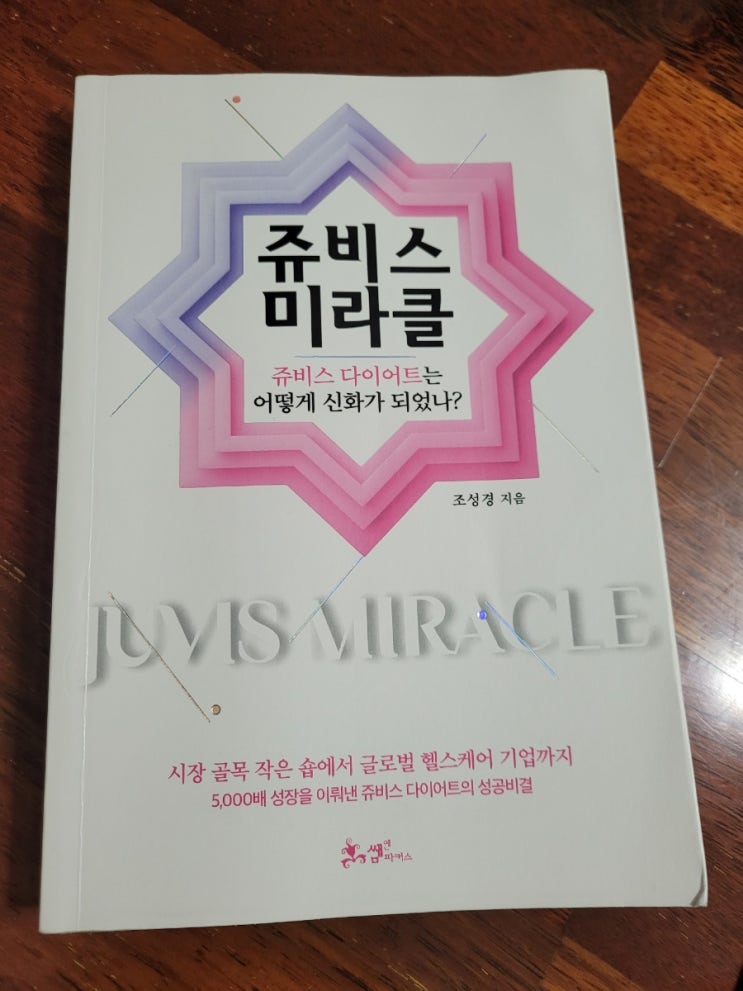 쥬비스
미라클
쥬비스 다이어트는
어떻게 신화가 되었나?
조성경 지음
JUVIS MIRACLE
시장 골목 작은 숍에서 글로벌 헬스케어 기업까지
5,000배 성장을 이뤄낸 쥬비스 다이어트의 성공비결
쌤앤파커스